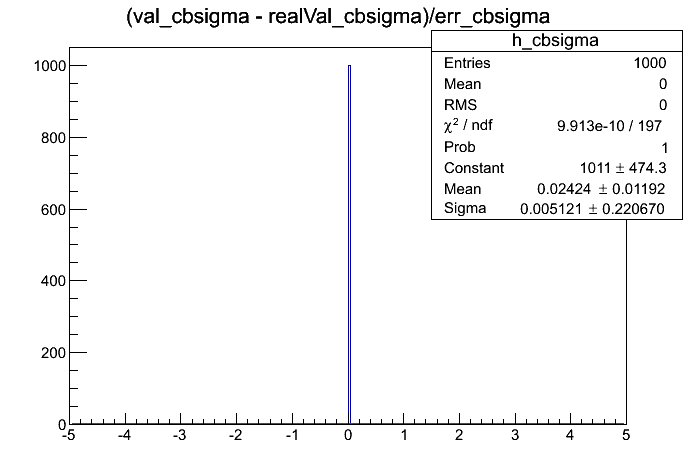 (val_cbsigma - realVal_cbsigma)/err_cbsigma
h_cbsigma
Entries 1000
Mean 0
RMS 0
χ² / ndf 9.913e-10 / 197
Prob 1
Constant 1011 ± 474.3
Mean 0.02424 ± 0.01192
Sigma 0.005121 ± 0.220670
1000
800
600
400
200
0
-5 -4 -3 -2 -1 0 1 2 3 4 5